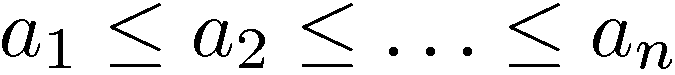 a₁ ≤ a₂ ≤ … ≤ aₙ